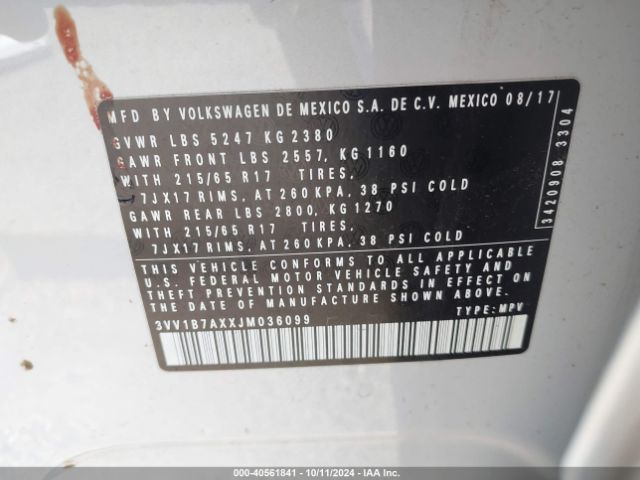 MFD BY VOLKSWAGEN DE MEXICO S.A. DE C.V. MEXICO 08/17
GVWR LBS 5247 KG 2380
GAWR FRONT LBS 2557, KG 1160
WITH 215/65 R17 TIRES,
7JX17 RIMS, AT 260 KPA, 38 PSI COLD
GAWR REAR LBS 2800, KG 1270
WITH 215/65 R17 TIRES,
7JX17 RIMS, AT 260 KPA, 38 PSI COLD
THIS VEHICLE CONFORMS TO ALL APPLICABLE
U.S. FEDERAL MOTOR VEHICLE SAFETY AND
THEFT PREVENTION STANDARDS IN EFFECT ON
THE DATE OF MANUFACTURE SHOWN ABOVE.
3VV1B7AXXJM036099 TYPE: MPV
3420908 3304
000-40561841 - 10/11/2024 - IAA Inc.